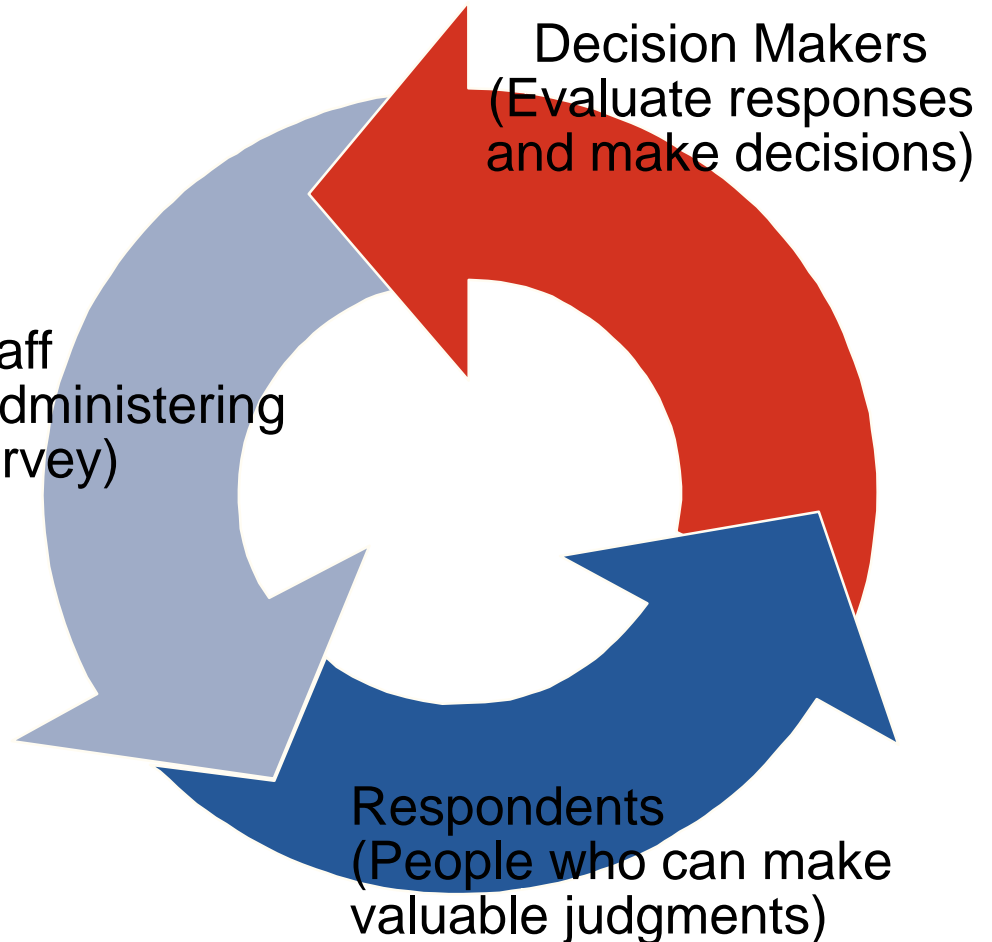 Decision Makers
(Evaluate responses
and make decisions)
aff
dministering
rvey)
Respondents
(People who can make
valuable judgments)